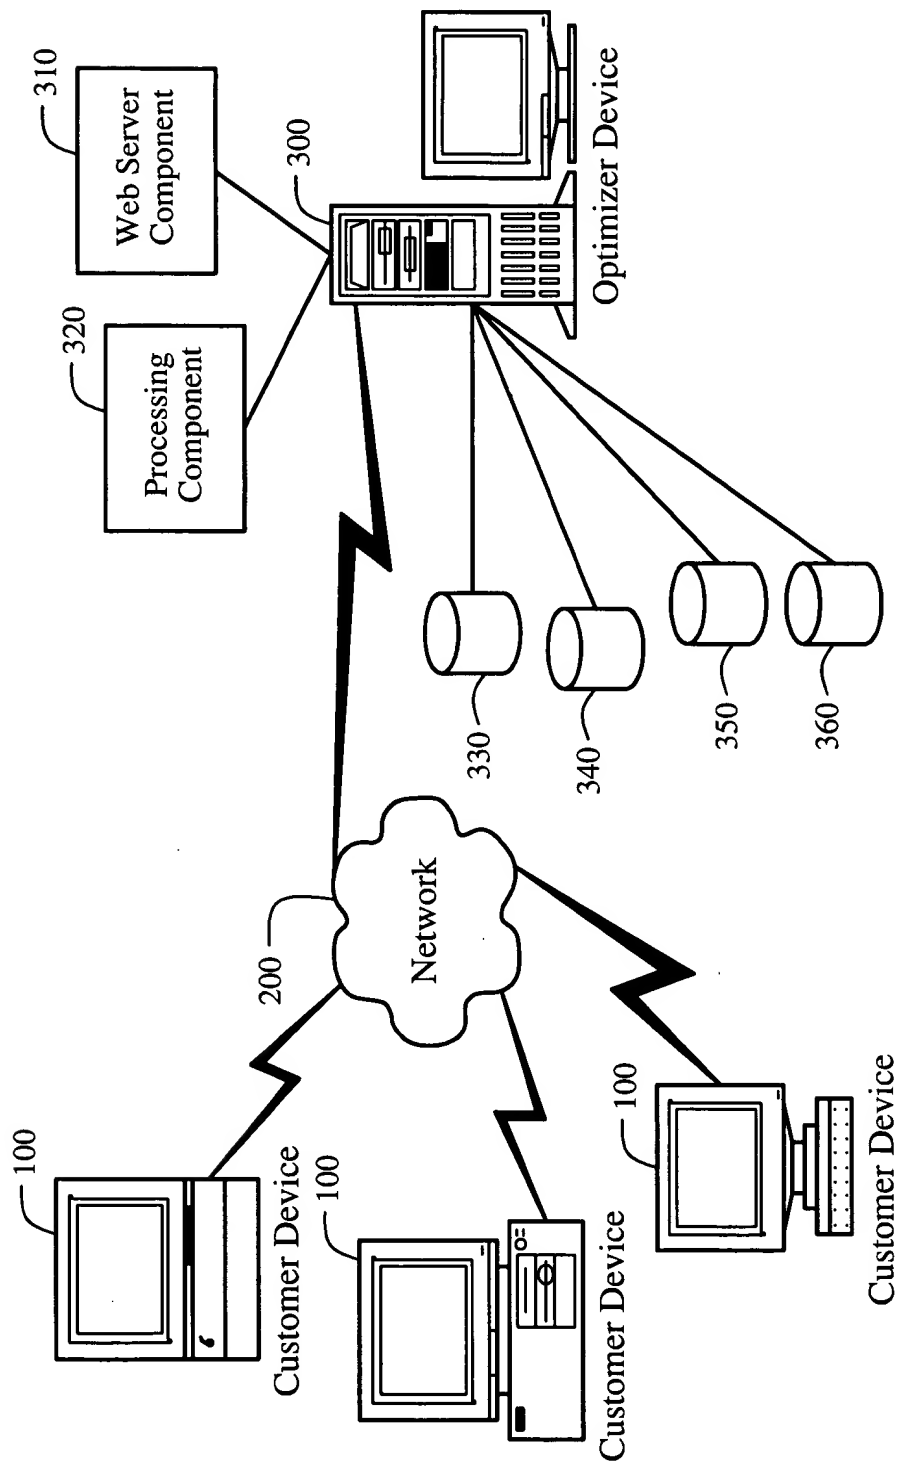 100
Customer Device
100
Customer Device
100
Customer Device
200
Network
320
Processing
Component
310
Web Server
Component
300
Optimizer Device
330
340
350
360